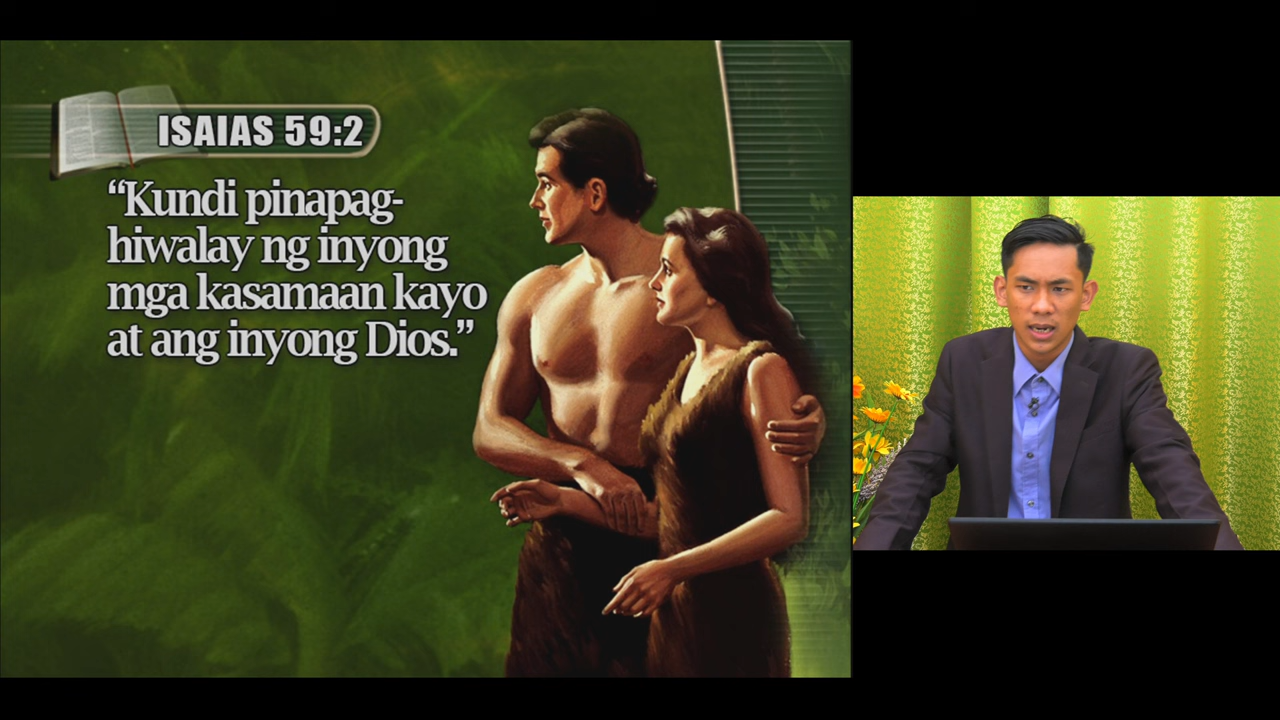 ISAIAS 59:2
“Kundi pinapag-
hiwalay ng inyong
mga kasamaan kayo
at ang inyong Dios.”